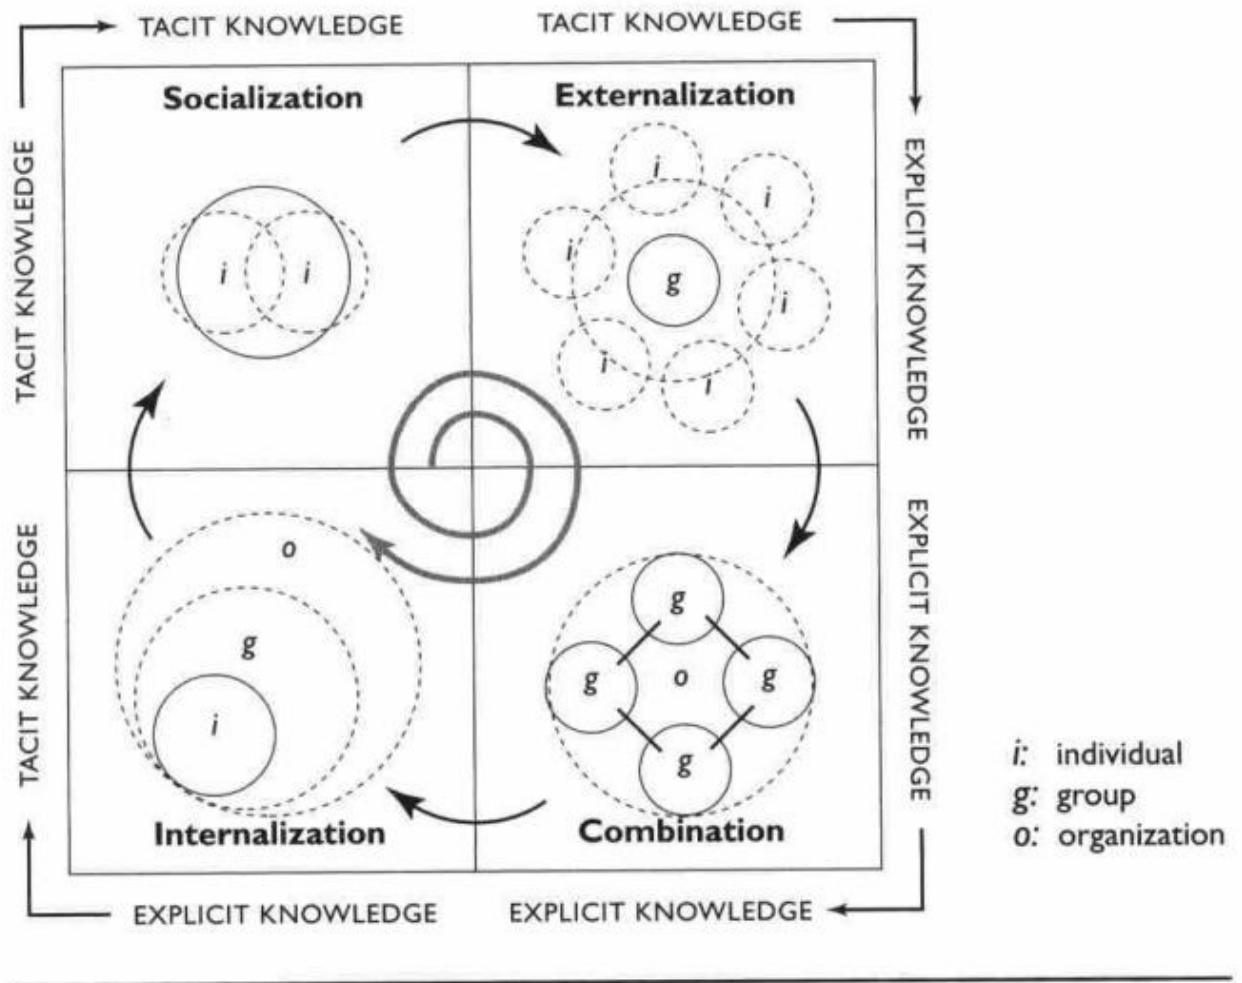 TACIT KNOWLEDGE
TACIT KNOWLEDGE
Socialization
Externalization
TACIT KNOWLEDGE
EXPLICIT KNOWLEDGE
i
i
i
i
i
i
i
i
g
TACIT KNOWLEDGE
EXPLICIT KNOWLEDGE
o
g
i
g
g
o
g
g
Internalization
Combination
EXPLICIT KNOWLEDGE
EXPLICIT KNOWLEDGE
i: individual
g: group
o: organization